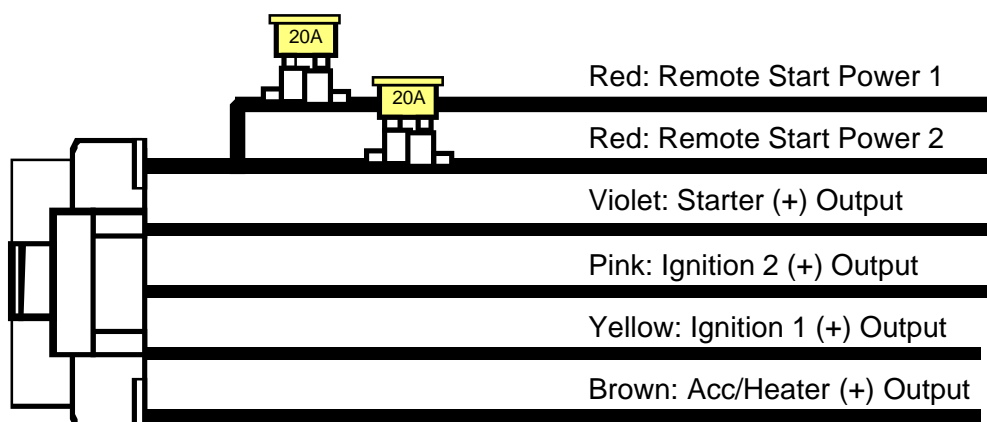 20A
Red: Remote Start Power 1
20A
Red: Remote Start Power 2
Violet: Starter (+) Output
Pink: Ignition 2 (+) Output
Yellow: Ignition 1 (+) Output
Brown: Acc/Heater (+) Output